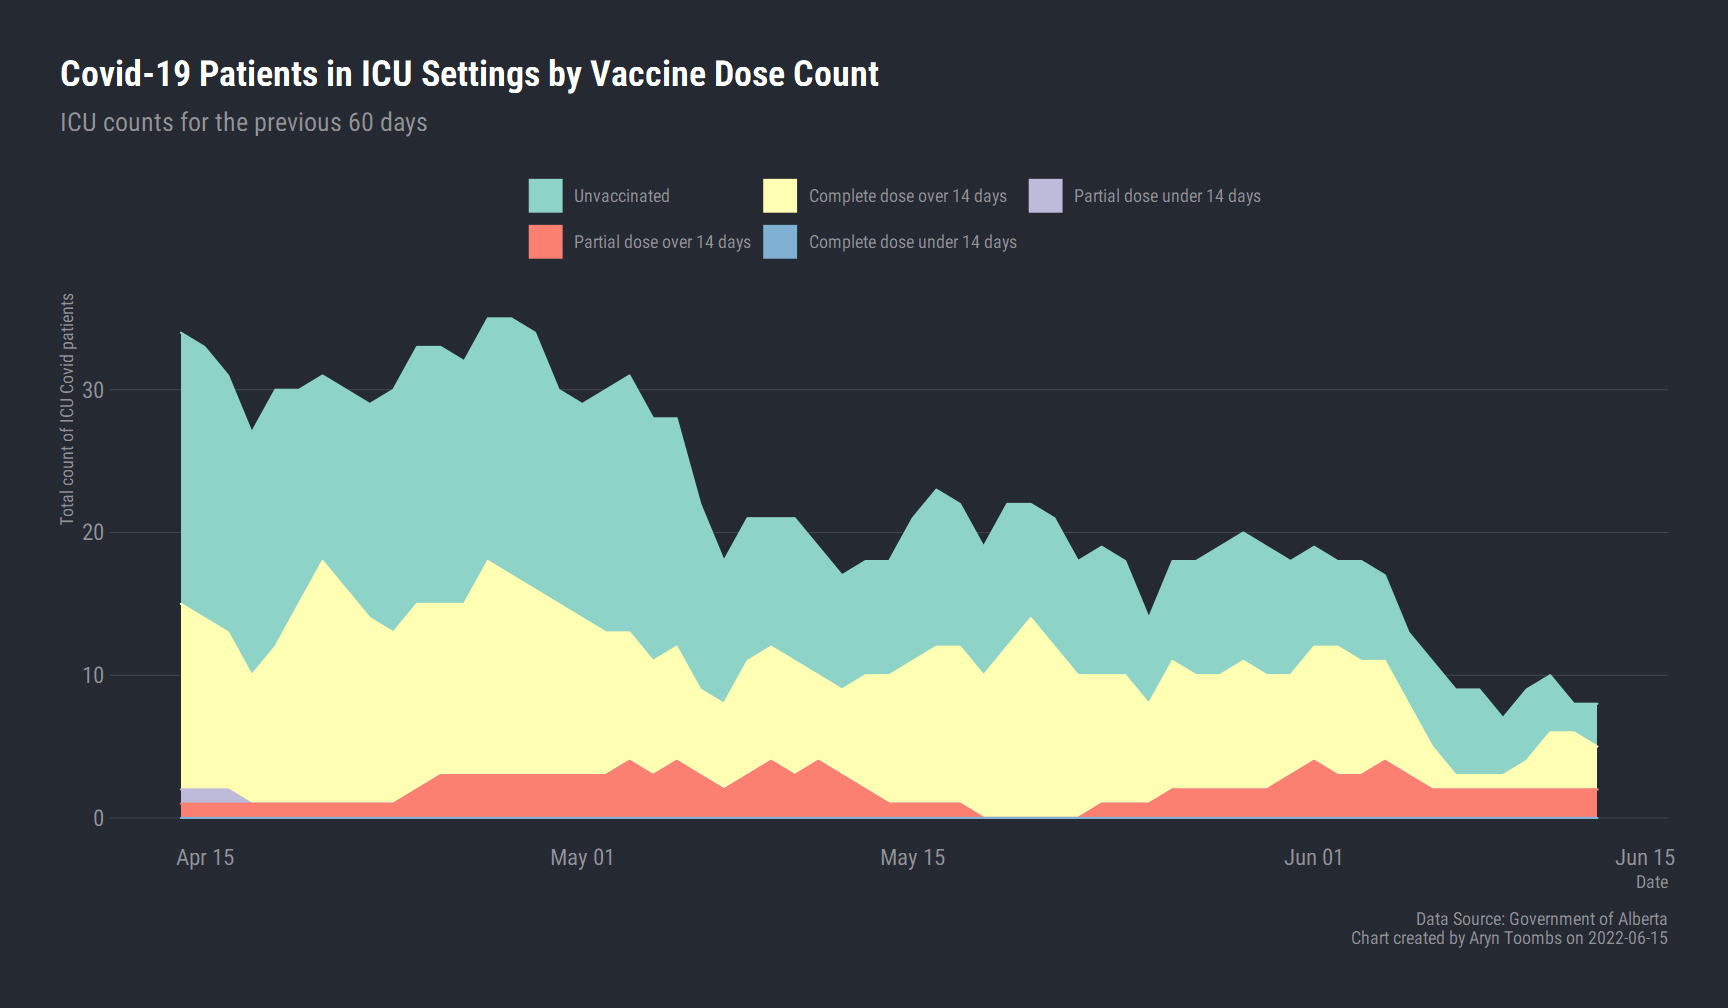 Covid-19 Patients in ICU Settings by Vaccine Dose Count
ICU counts for the previous 60 days
Unvaccinated
Complete dose over 14 days
Partial dose under 14 days
Partial dose over 14 days
Complete dose under 14 days
Total count of ICU Covid patients
30
20
10
0
Apr 15
May 01
May 15
Jun 01
Jun 15
Date
Data Source: Government of Alberta
Chart created by Aryn Toombs on 2022-06-15